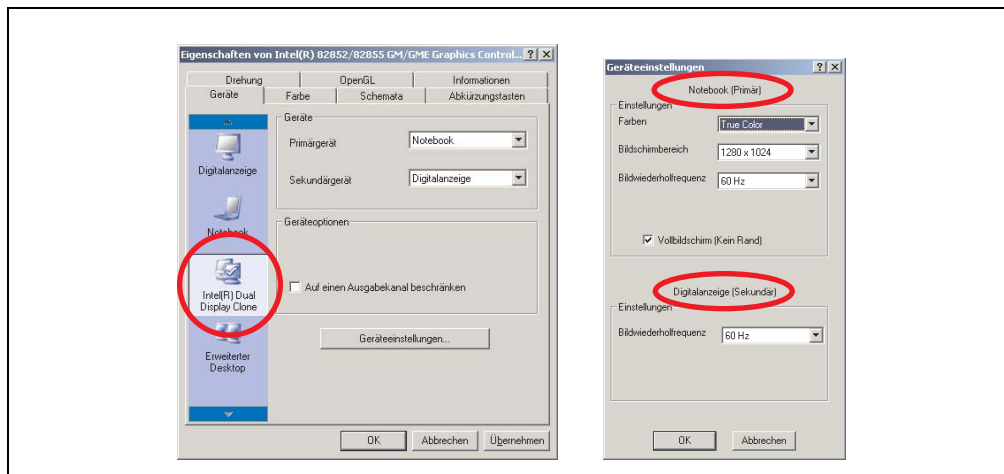 Eigenschaften von Intel(R) 82852/82855 GM/GME Graphics Control...
Drehung
OpenGL
Informationen
Geräte
Farbe
Schemata
Abkürzungstasten
Digitalanzeige
Notebook
Intel(R) Dual
Display Clone
Erweiterter
Desktop
Geräte
Primärgerät
Notebook
Sekundärgerät
Digitalanzeige
Geräteoptionen
Auf einen Ausgabekanal beschränken
Geräteeinstellungen...
OK
Abbrechen
Übernehmen
Geräteeinstellungen
Notebook (Primär)
Einstellungen
Farben
True Color
Bildschirmbereich
1280 x 1024
Bildwiederholfrequenz
60 Hz
Vollbildschirm (Kein Rand)
Digitalanzeige (Sekundär)
Einstellungen
Bildwiederholfrequenz
60 Hz
OK
Abbrechen